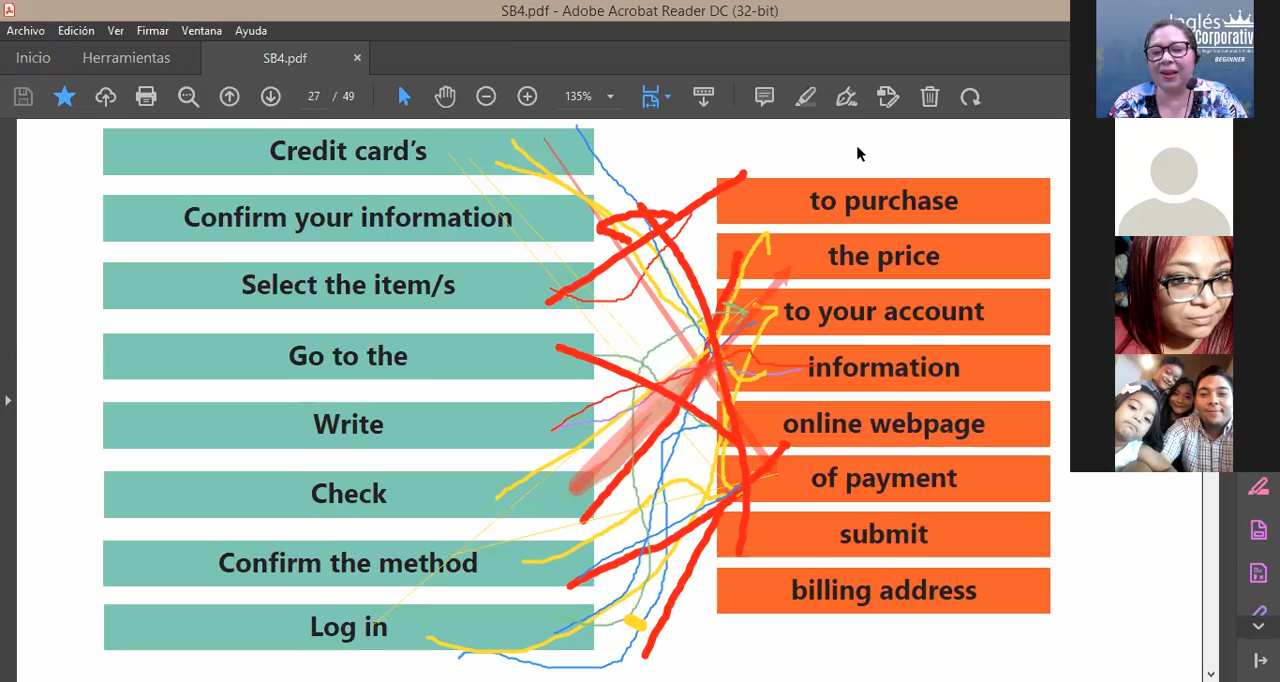 SB4.pdf - Adobe Acrobat Reader DC (32-bit)
Archivo Edición Ver Firmar Ventana Ayuda
Inicio Herramientas SB4.pdf ×
27 / 49 135%
Credit card's
Confirm your information
Select the item/s
Go to the
Write
Check
Confirm the method
Log in
to purchase
the price
to your account
information
online webpage
of payment
submit
billing address
Inglés
Corporativ
BEGINNER